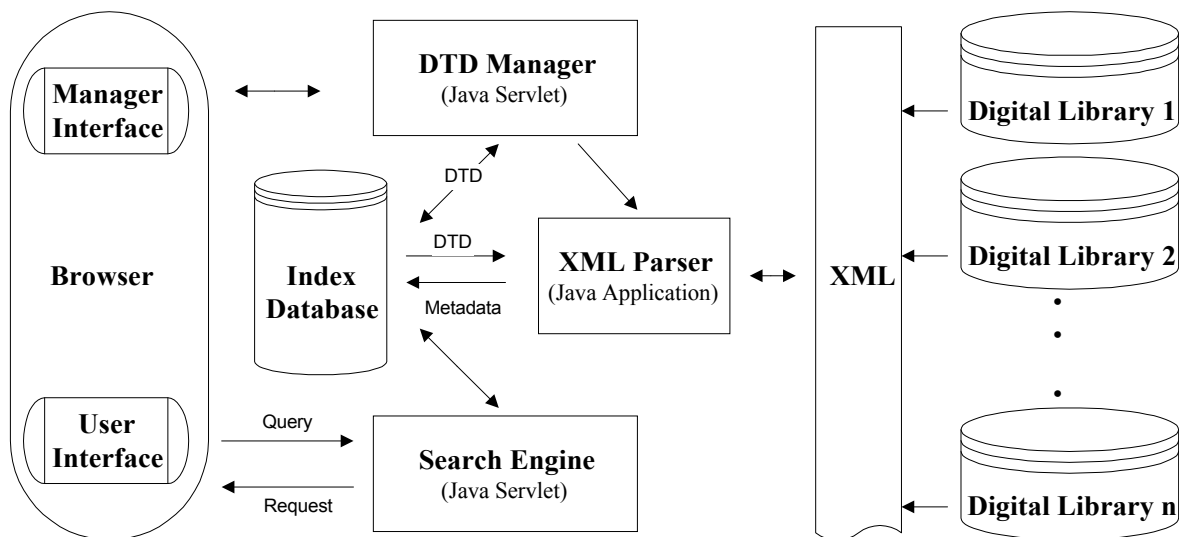 Manager
Interface
Browser
User
Interface
DTD Manager
(Java Servlet)
DTD
Index
Database
DTD
Metadata
XML Parser
(Java Application)
Query
Request
Search Engine
(Java Servlet)
XML
Digital Library 1
Digital Library 2
Digital Library n